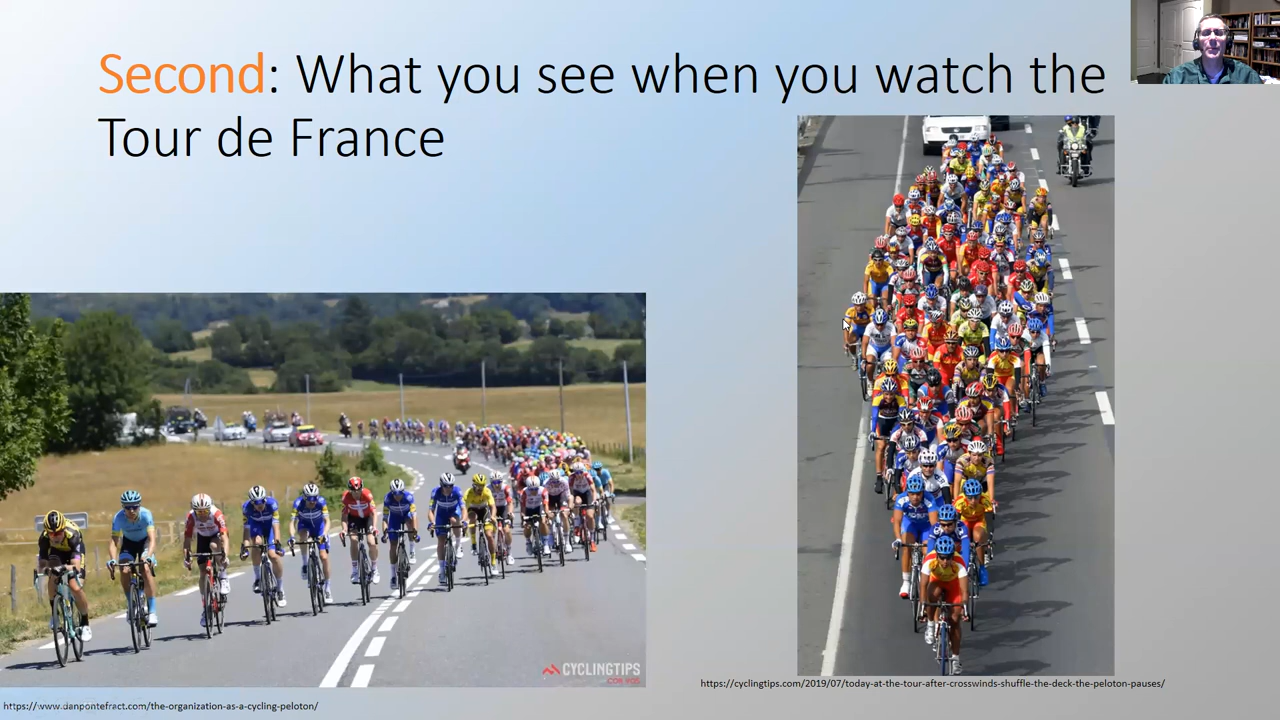 Second: What you see when you watch the
Tour de France
CYCLINGTIPS
https://cyclingtips.com/2019/07/today-at-the-tour-after-crosswinds-shuffle-the-deck-the-peloton-pauses/
https://www.danpontefract.com/the-organization-as-a-cycling-peloton/